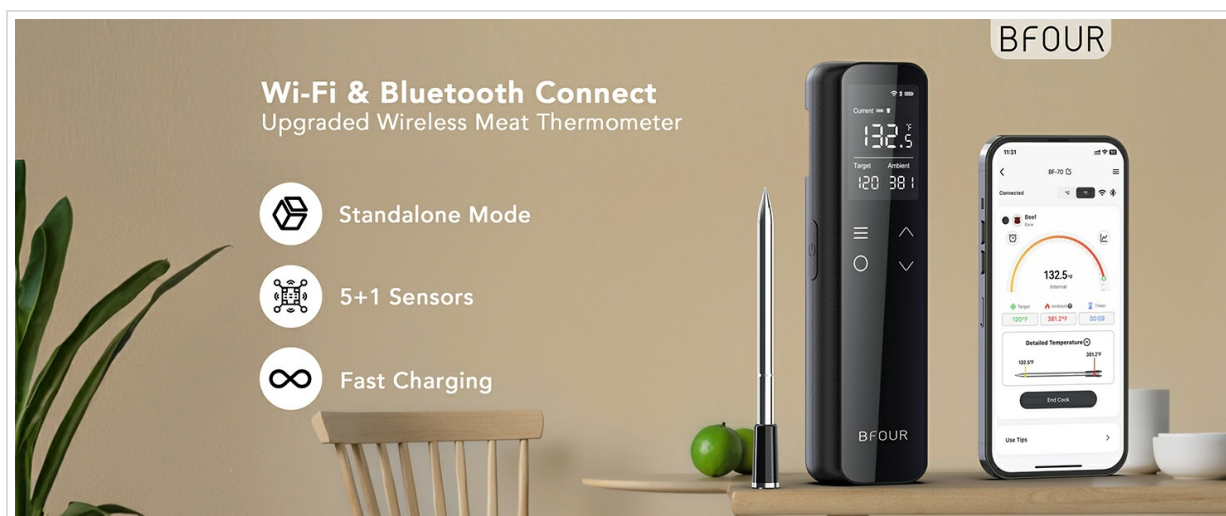 BFOUR
Wi-Fi & Bluetooth Connect
Upgraded Wireless Meat Thermometer
Standalone Mode
5+1 Sensors
Fast Charging
Current
132.5 °F
Target Ambient
120 381
BFOUR
11:31
BF-70
Connected °C °F
Beef
Rare
132.5°F
Internal
Target Ambient Timer
120°F 381.2°F 00:09
Detailed Temperature
132.5°F 381.2°F
End Cook
Use Tips